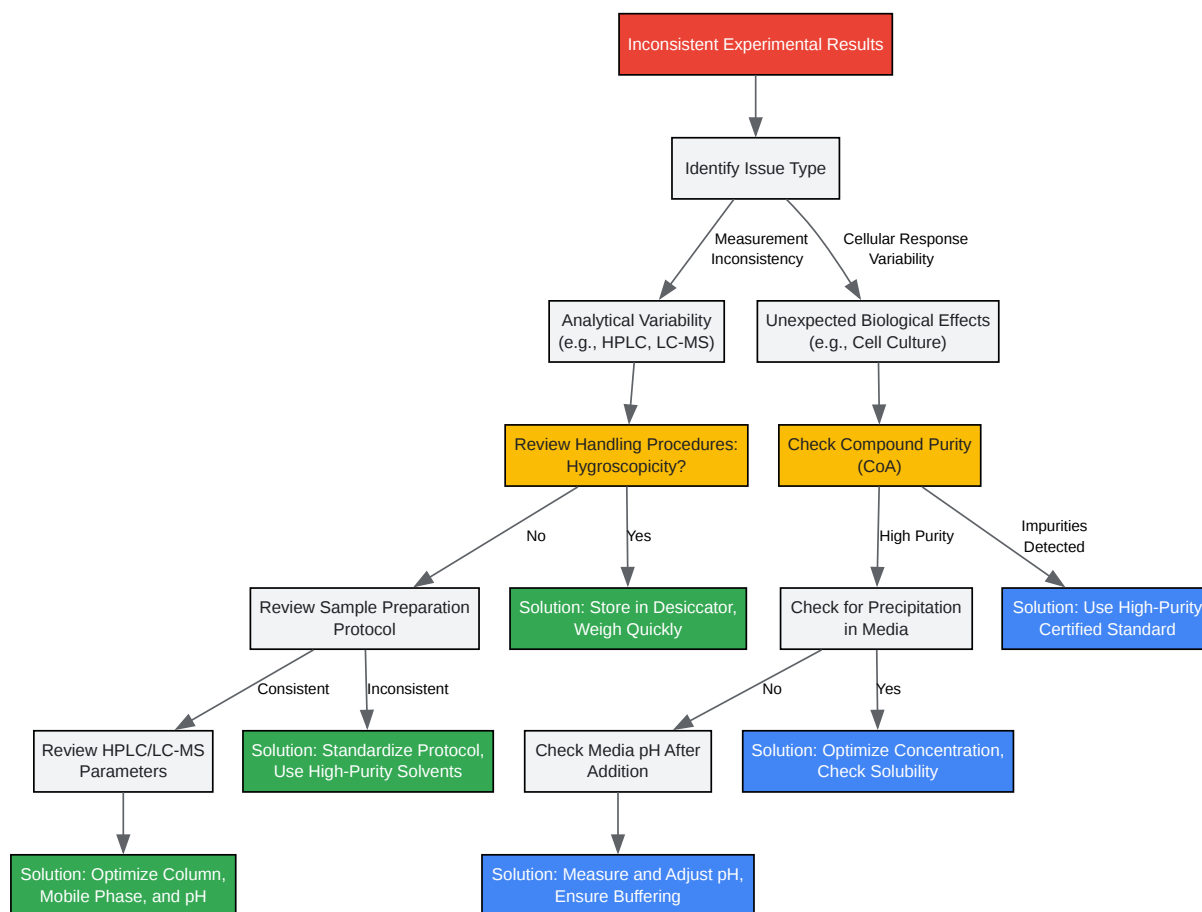 Inconsistent Experimental Results
Identify Issue Type
Measurement
Inconsistency
Cellular Response
Variability
Analytical Variability
(e.g., HPLC, LC-MS)
Unexpected Biological Effects
(e.g., Cell Culture)
Review Handling Procedures:
Hygroscopicity?
Check Compound Purity
(CoA)
No
Yes
High Purity
Impurities
Detected
Review Sample Preparation
Protocol
Solution: Store in Desiccator,
Weigh Quickly
Check for Precipitation
in Media
Solution: Use High-Purity
Certified Standard
Consistent
Inconsistent
No
Yes
Review HPLC/LC-MS
Parameters
Solution: Standardize Protocol,
Use High-Purity Solvents
Check Media pH After
Addition
Solution: Optimize Concentration,
Check Solubility
Solution: Optimize Column,
Mobile Phase, and pH
Solution: Measure and Adjust pH,
Ensure Buffering